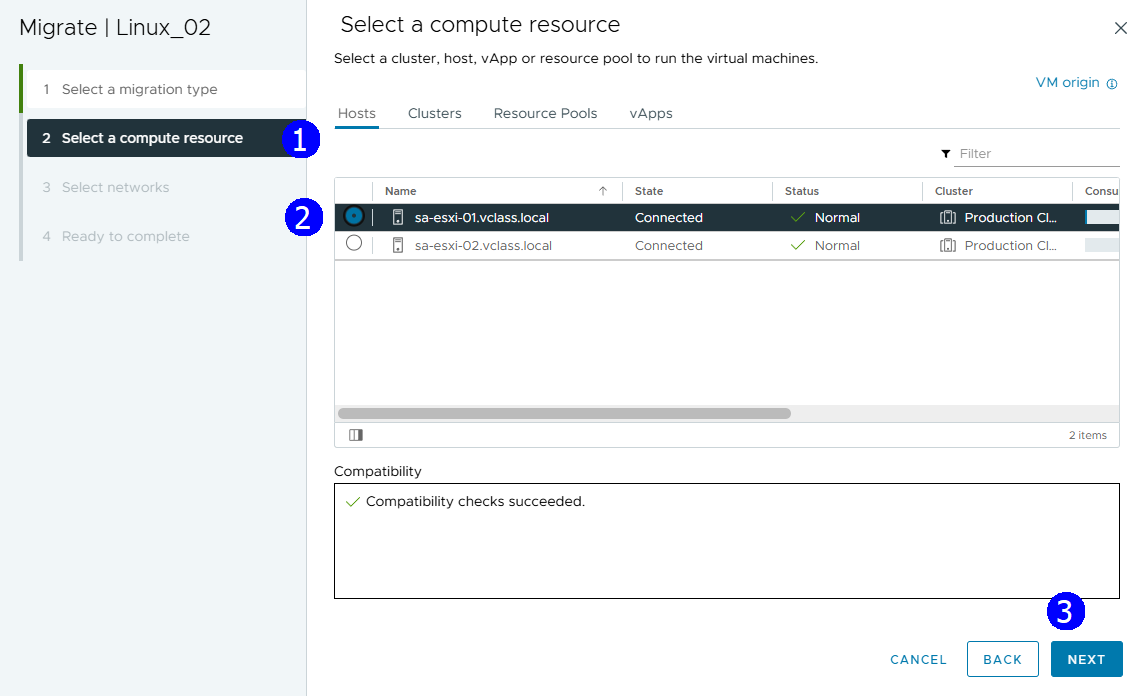 Migrate | Linux_02
1 Select a migration type
2 Select a compute resource
1
3 Select networks
4 Ready to complete
Select a compute resource
Select a cluster, host, vApp or resource pool to run the virtual machines.
VM origin
Hosts Clusters Resource Pools vApps
Filter
Name State Status Cluster Consu
2
sa-esxi-01.vclass.local Connected Normal Production Cl...
sa-esxi-02.vclass.local Connected Normal Production Cl...
2 items
Compatibility
Compatibility checks succeeded.
3
CANCEL BACK NEXT